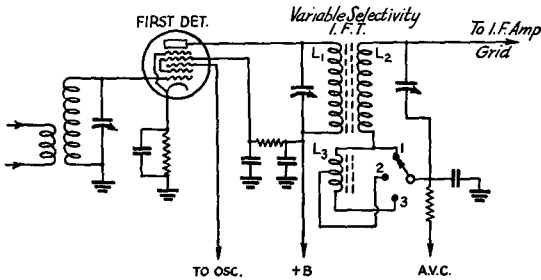 FIRST DET.
Variable Selectivity
I.F.T.
To I.F. Amp
Grid
L1
L2
L3
1
2
3
TO OSC.
+B
A.V.C.